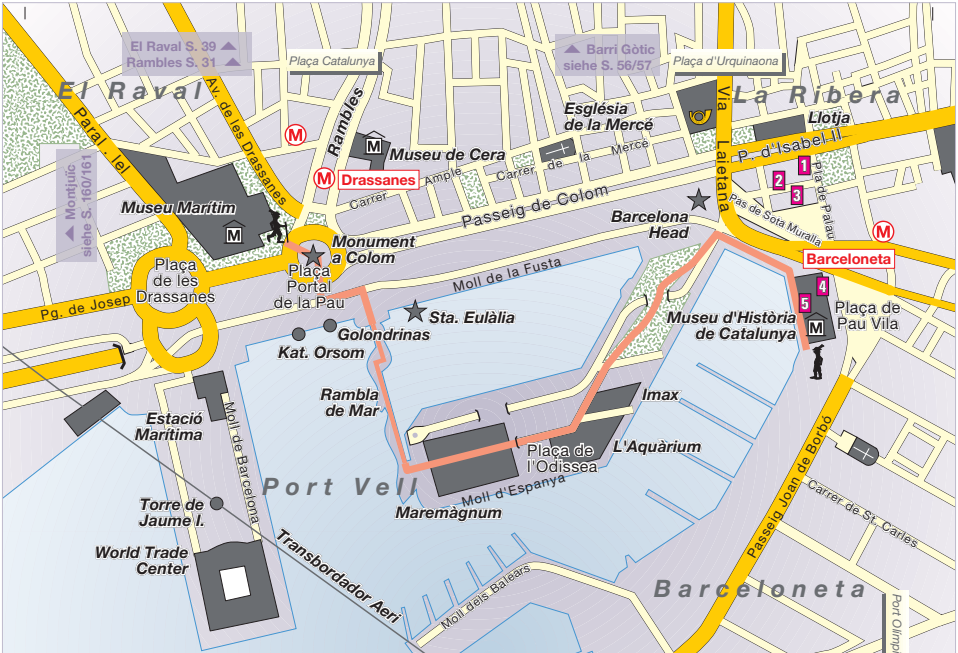 El Raval S. 39
Rambles S. 31
Plaça Catalunya
Barri Gòtic
siehe S. 56/57
Plaça d'Urquinaona
El Raval
La Ribera
Paral . lel
Av. de les Drassanes
Rambles
Via Laietana
Església
de la Mercé
Llotja
P. d'Isabel II
M
Museu de Cera
Carrer de la Mercè
M
Drassanes
Carrer Ample
Montjuïc
siehe S. 160/161
Museu Marítim
M
Passeig de Colom
Barcelona
Head
1
2
3
Pla de Palau
Pas de Sota Muralla
M
Barceloneta
Monument
a Colom
Plaça
de les
Drassanes
Plaça
Portal
de la Pau
Pg. de Josep
Moll de la Fusta
4
5
M
Museu d'Història
de Catalunya
Plaça de
Pau Vila
Sta. Eulàlia
Golondrinas
Kat. Orsom
Rambla
de Mar
Imax
Estació
Marítima
Moll de Barcelona
Plaça de
l'Odissea
L'Aquàrium
Moll d'Espanya
Maremàgnum
Port Vell
Passeig Joan de Borbó
Carrer de St. Carles
Torre de
Jaume I.
World Trade
Center
Transbordador Aeri
Moll dels Balears
Barceloneta